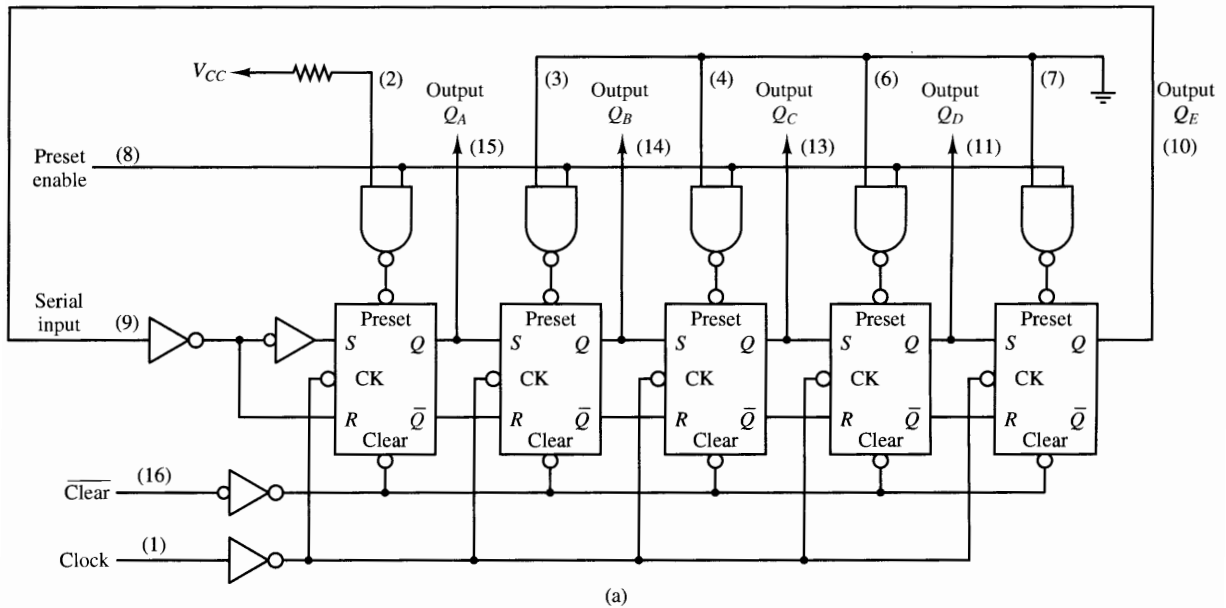 V_CC
(2)
(3)
(4)
(6)
(7)
Output
Q_A
Output
Q_B
Output
Q_C
Output
Q_D
Output
Q_E
(15)
(14)
(13)
(11)
(10)
Preset
enable
(8)
Serial
input
(9)
Preset
S
Q
CK
R
Q̅
Clear
Preset
S
Q
CK
R
Q̅
Clear
Preset
S
Q
CK
R
Q̅
Clear
Preset
S
Q
CK
R
Q̅
Clear
Preset
S
Q
CK
R
Q̅
Clear
C̅l̅e̅a̅r̅
(16)
Clock
(1)
(a)